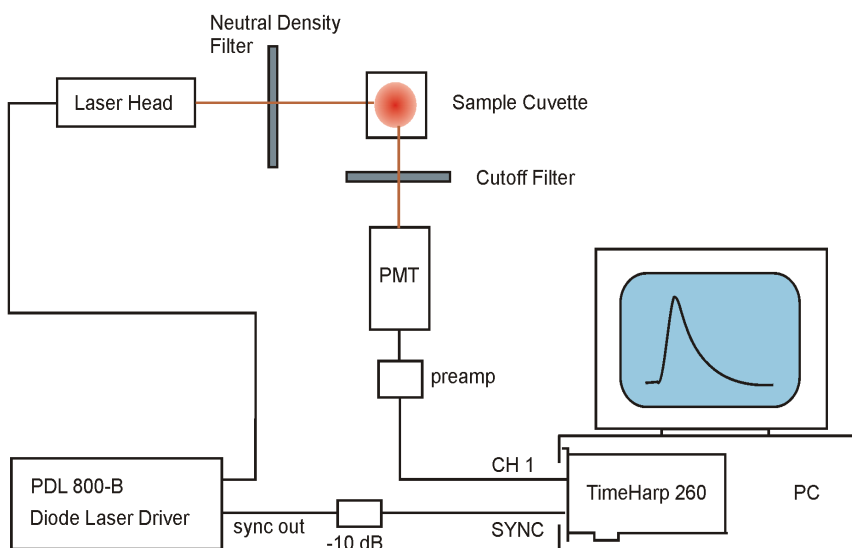 Neutral Density
Filter
Laser Head
Sample Cuvette
Cutoff Filter
PMT
preamp
CH 1
TimeHarp 260
PC
PDL 800-B
Diode Laser Driver
sync out
SYNC
-10 dB